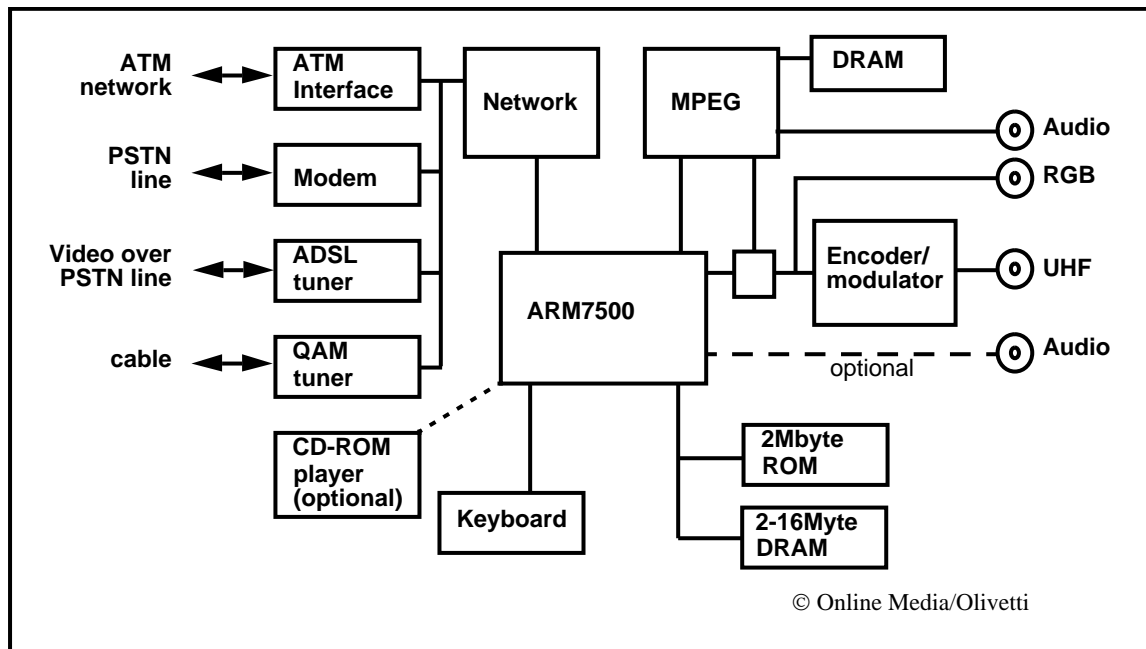 ATM
network
ATM
Interface
Network
MPEG
DRAM
Audio
PSTN
line
Modem
RGB
Video over
PSTN line
ADSL
tuner
Encoder/
modulator
UHF
ARM7500
cable
QAM
tuner
optional
Audio
CD-ROM
player
(optional)
Keyboard
2Mbyte
ROM
2-16Myte
DRAM
© Online Media/Olivetti